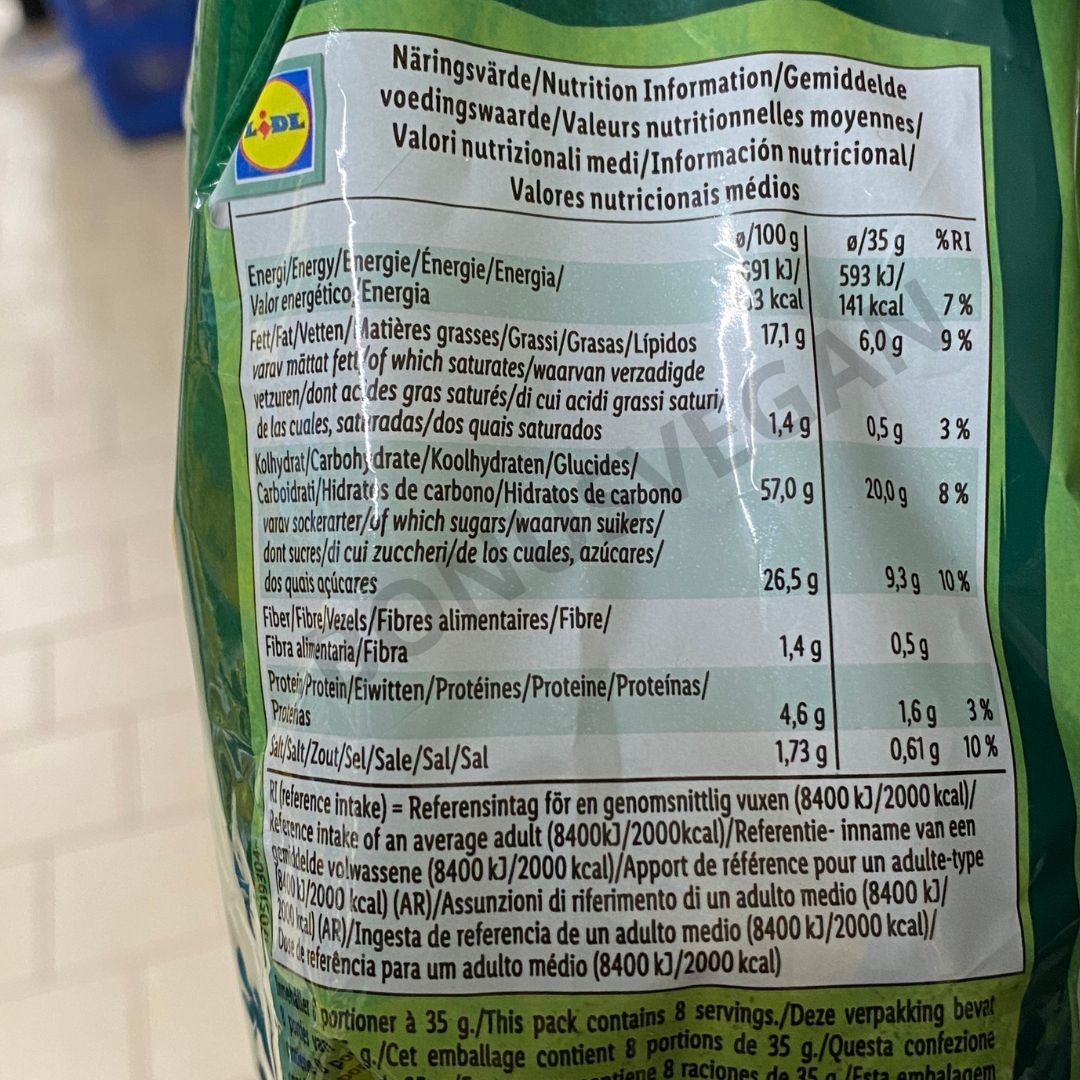 LIDL
Näringsvärde/Nutrition Information/Gemiddelde
voedingswaarde/Valeurs nutritionnelles moyennes/
Valori nutrizionali medi/Información nutricional/
Valores nutricionais médios
ø/100 g ø/35 g %RI
Energi/Energy/Energie/Énergie/Energia/ 691 kJ/ 593 kJ/
Valor energético/Energia 3 kcal 141 kcal 7 %
Fett/Fat/Vetten/Matières grasses/Grassi/Grasas/Lípidos 17,1 g 6,0 g 9 %
varav mättat fett/of which saturates/waarvan verzadigde
vetzuren/dont acides gras saturés/di cui acidi grassi saturi/
de las cuales, saturadas/dos quais saturados 1,4 g 0,5 g 3 %
Kolhydrat/Carbohydrate/Koolhydraten/Glucides/
Carboidrati/Hidratos de carbono/Hidratos de carbono 57,0 g 20,0 g 8 %
varav sockerarter/of which sugars/waarvan suikers/
dont sucres/di cui zuccheri/de los cuales, azúcares/
dos quais açúcares 26,5 g 9,3 g 10 %
Fiber/Fibre/Vezels/Fibres alimentaires/Fibre/
Fibra alimentaria/Fibra 1,4 g 0,5 g
Protein/Protein/Eiwitten/Protéines/Proteine/Proteínas/
Proteínas 4,6 g 1,6 g 3 %
Salt/Salt/Zout/Sel/Sale/Sal/Sal 1,73 g 0,61 g 10 %
RI (reference intake) = Referensintag för en genomsnittlig vuxen (8400 kJ/2000 kcal)/
Reference intake of an average adult (8400kJ/2000kcal)/Referentie- inname van een
gemiddelde volwassene (8400 kJ/2000 kcal)/Apport de référence pour un adulte-type
(8400 kJ/2000 kcal) (AR)/Assunzioni di riferimento di un adulto medio (8400 kJ/
2000 kcal) (AR)/Ingesta de referencia de un adulto medio (8400 kJ/2000 kcal)/
Dose de referência para um adulto médio (8400 kJ/2000 kcal)
portioner à 35 g./This pack contains 8 servings./Deze verpakking bevat
g./Cet emballage contient 8 portions de 35 g./Questa confezione
8 raciones de 35 g./Esta embalagem
BONUSVEGAN